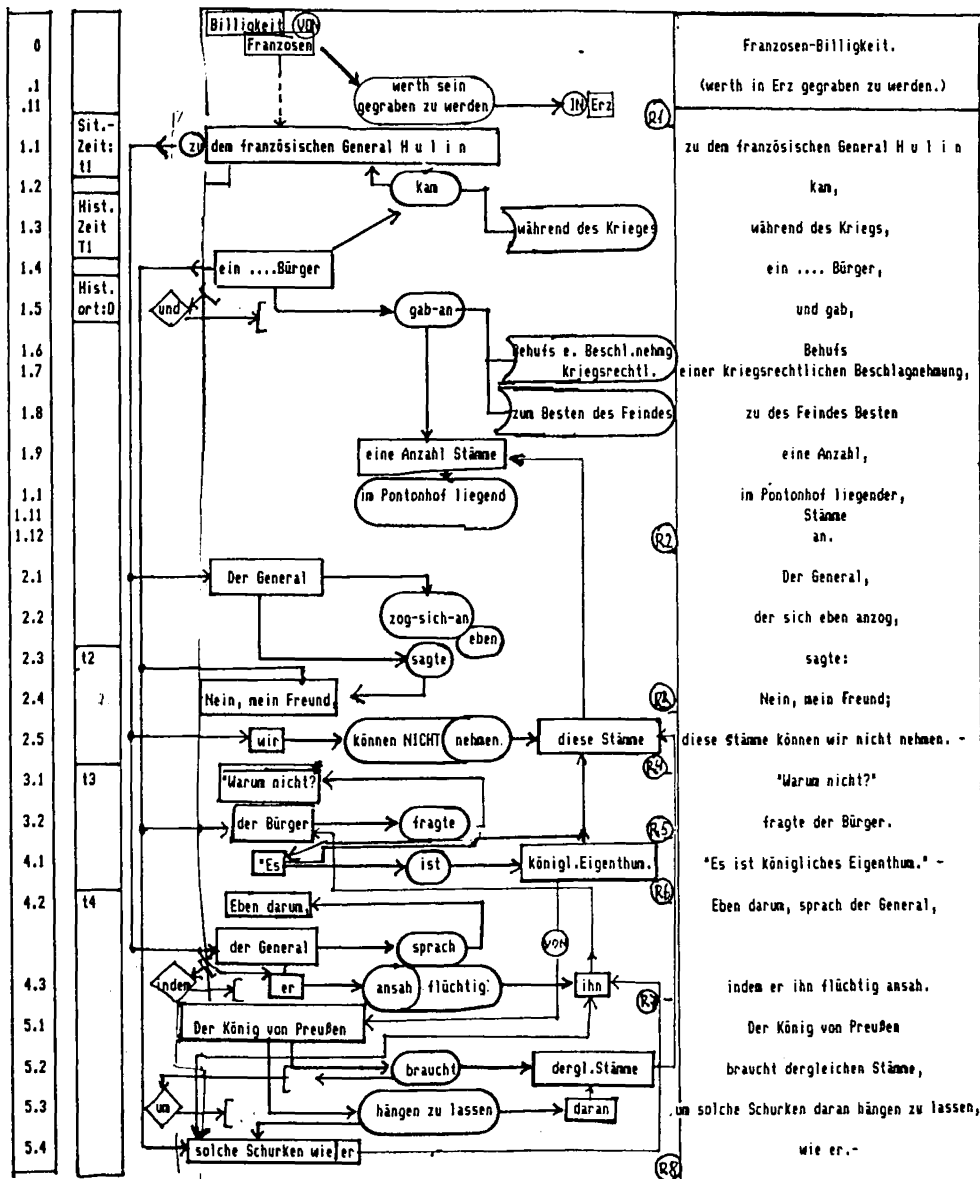 0
Billigkeit VON
Franzosen
Franzosen-Billigkeit.
.1
.11
werth sein
gegraben zu werden
IN Erz
(werth in Erz gegraben zu werden.)
R1
Sit.-
Zeit:
t1
1.1
zu dem französischen General H u l i n
zu dem französischen General H u l i n
1.2
kam
kam,
Hist.
Zeit
T1
1.3
während des Krieges
während des Kriegs,
1.4
ein ....Bürger
ein .... Bürger,
Hist.
ort:O
1.5
und
gab-an
und gab,
1.6
Behufs e. Beschl.nehmg
Behufs
1.7
Kriegsrechtl.
einer Kriegsrechtlichen Beschlagnehmung,
1.8
zum Besten des Feindes
zu des Feindes Besten
1.9
eine Anzahl Stämme
eine Anzahl,
1.1
im Pontonhof liegend
im Pontonhof liegender,
1.11
Stämme
1.12
R2
an.
2.1
Der General
Der General,
2.2
zog-sich-an
eben
der sich eben anzog,
2.3
t2
sagte
sagte:
2.4
Nein, mein Freund,
R3
Nein, mein Freund;
2.5
wir
können NICHT
nehmen.
diese Stämme
diese Stämme können wir nicht nehmen. -
R4
3.1
t3
"Warum nicht?
"Warum nicht?"
3.2
der Bürger
fragte
R5
fragte der Bürger.
4.1
"Es
ist
königl.Eigenthum.
"Es ist königliches Eigenthum." -
R6
4.2
t4
Eben darum,
Eben darum, sprach der General,
der General
sprach
VON
4.3
indem
er
ansah
flüchtig:
ihn
R7
indem er ihn flüchtig ansah.
5.1
Der König von Preußen
Der König von Preußen
5.2
braucht
dergl.Stämme
braucht dergleichen Stämme,
5.3
um
hängen zu lassen
daran
um solche Schurken daran hängen zu lassen,
5.4
solche Schurken wie er
wie er.-
R8